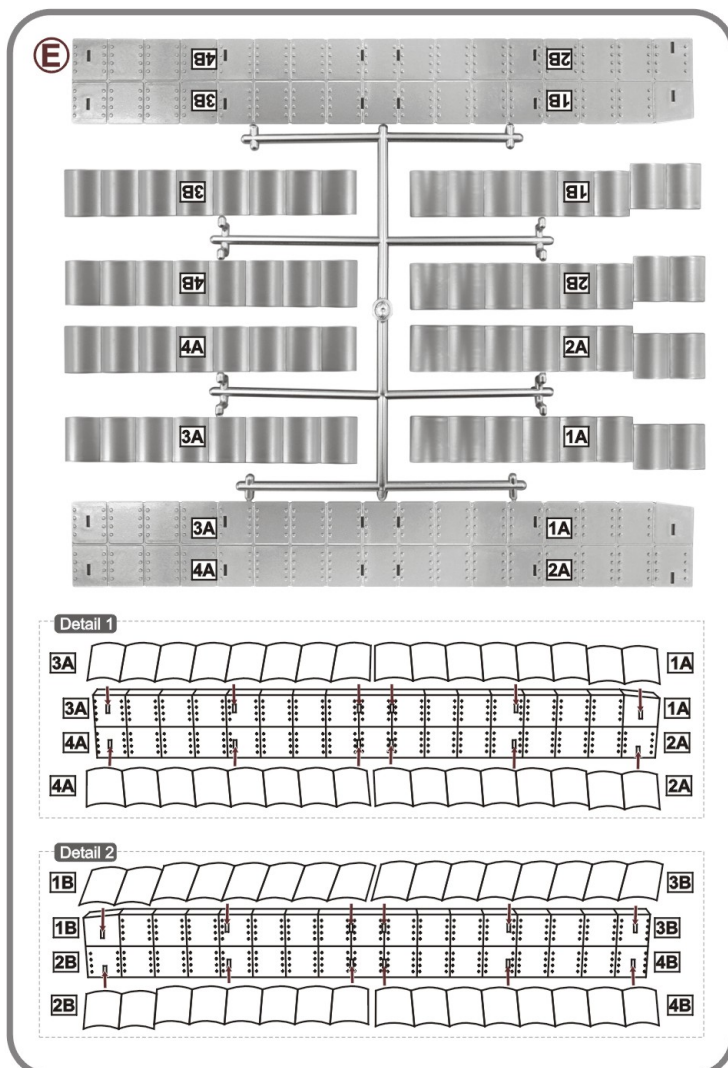 E
4B 2B
3B 1B
3B 1B
4B 2B
4A 2A
3A 1A
3A 1A
4A 2A
Detail 1
3A 1A
3A 1A
4A 2A
4A 2A
Detail 2
1B 3B
1B 3B
2B 4B
2B 4B